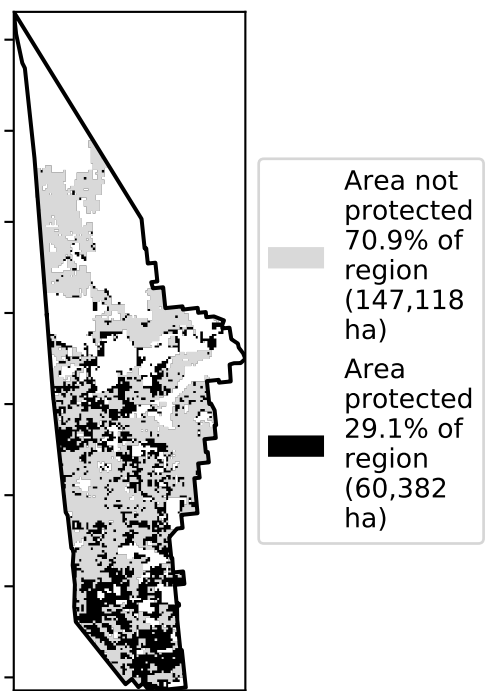 Area not
protected
70.9% of
region
(147,118
ha)
Area
protected
29.1% of
region
(60,382
ha)